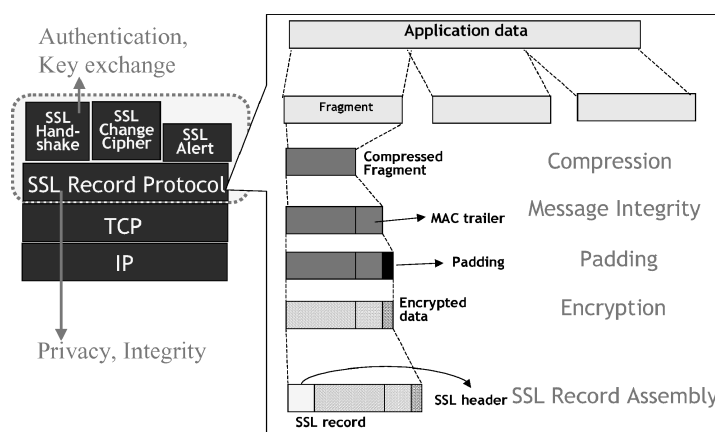 Authentication,
Key exchange
SSL
Hand-
shake
SSL
Change
Cipher
SSL
Alert
SSL Record Protocol
TCP
IP
Privacy, Integrity
Application data
Fragment
Compressed
Fragment
Compression
MAC trailer
Message Integrity
Padding
Padding
Encrypted
data
Encryption
SSL header
SSL Record Assembly
SSL record